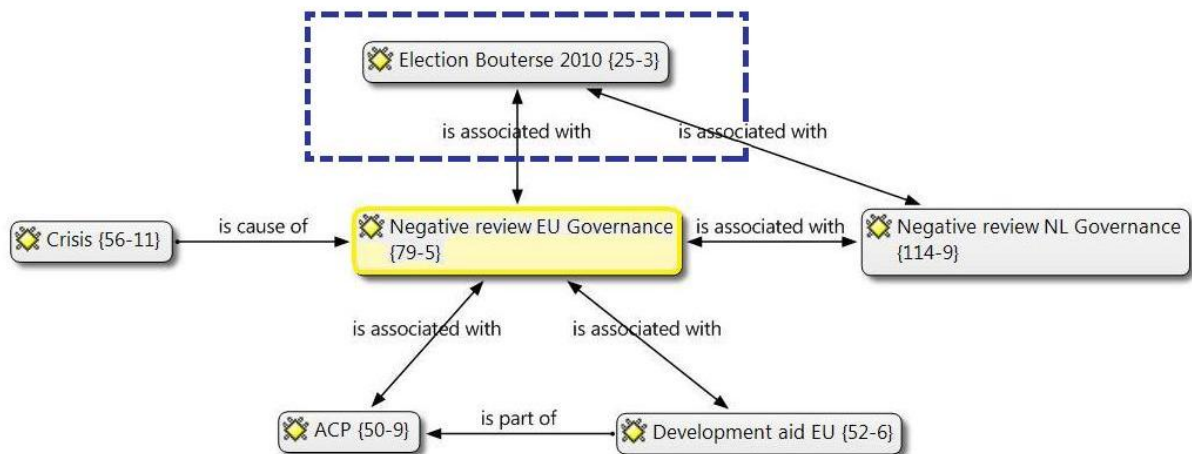 Election Bouterse 2010 {25-3}
is associated with
is associated with
Crisis {56-11}
is cause of
Negative review EU Governance
{79-5}
is associated with
Negative review NL Governance
{114-9}
is associated with
is associated with
ACP {50-9}
is part of
Development aid EU {52-6}